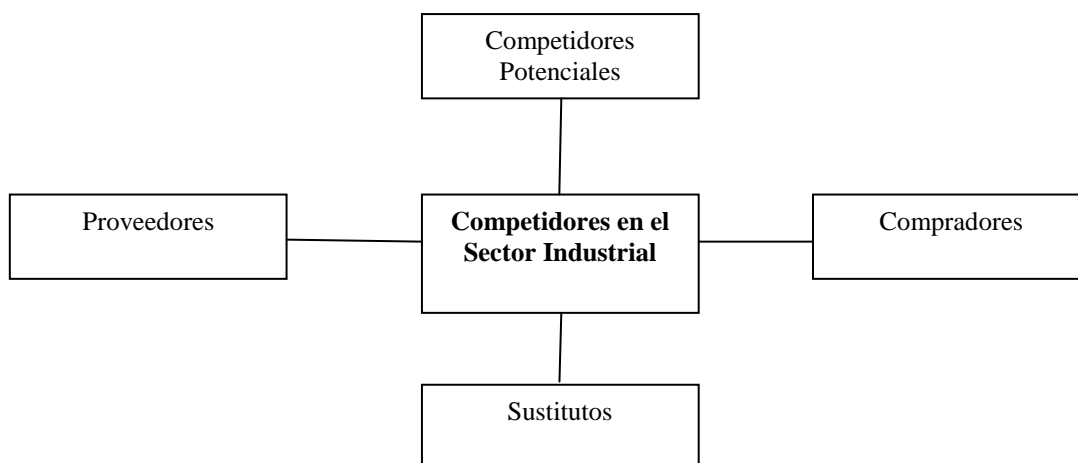 Competidores
Potenciales
Proveedores
Competidores en el
Sector Industrial
Compradores
Sustitutos